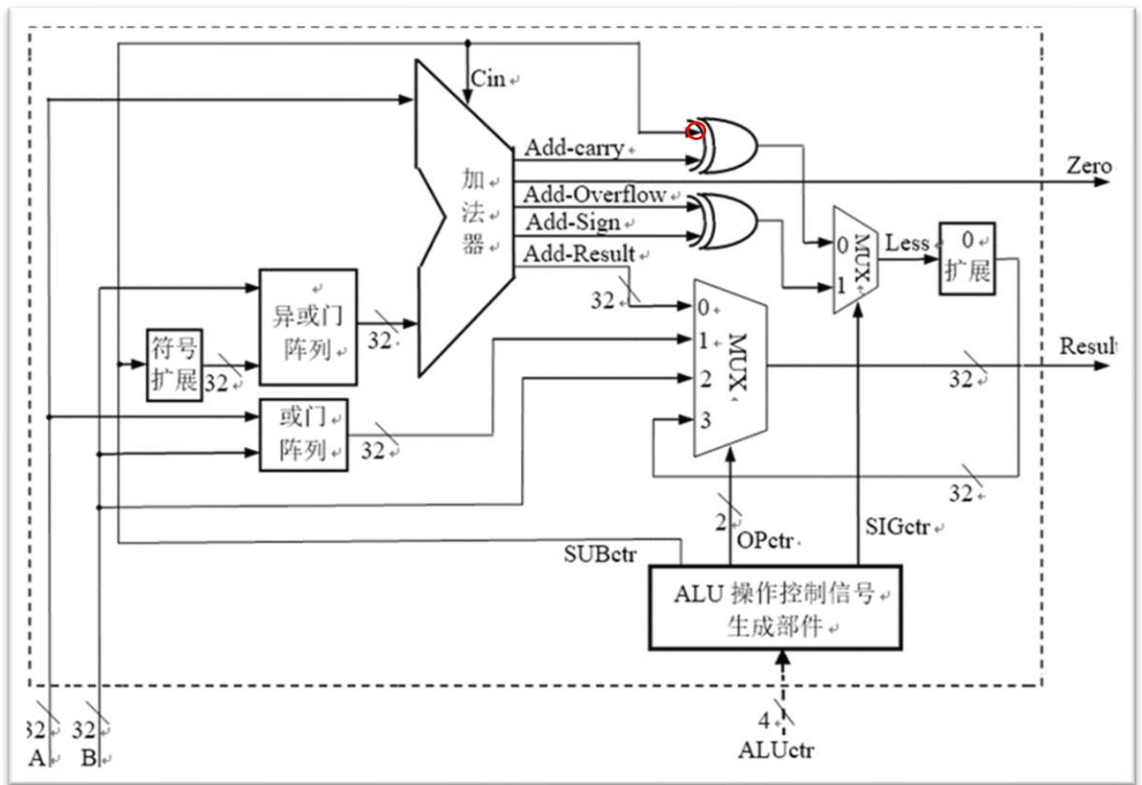 Cin
Add-carry
Zero
加
法
器
Add-Overflow
Add-Sign
Add-Result
32
0
1
MUX
Less
0
扩展
异或门
阵列
32
符号
扩展
32
0
1
2
3
MUX
32
Resul
或门
阵列
32
32
2
OPctr
SIGctr
SUBctr
ALU 操作控制信号
生成部件
32
32
A
B
4
ALUctr